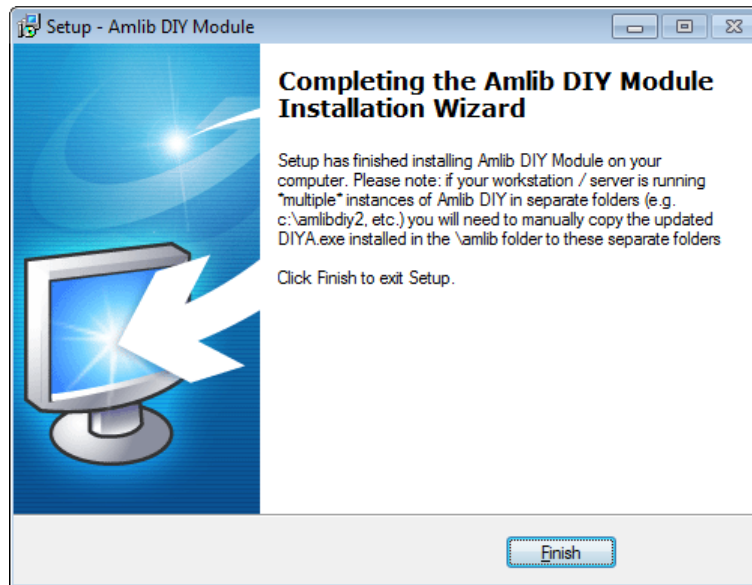 Setup - Amlib DIY Module
Completing the Amlib DIY Module
Installation Wizard
Setup has finished installing Amlib DIY Module on your
computer. Please note: if your workstation / server is running
*multiple* instances of Amlib DIY in separate folders (e.g.
c:\amlibdiy2, etc.) you will need to manually copy the updated
DIYA.exe installed in the \amlib folder to these separate folders
Click Finish to exit Setup.
Finish